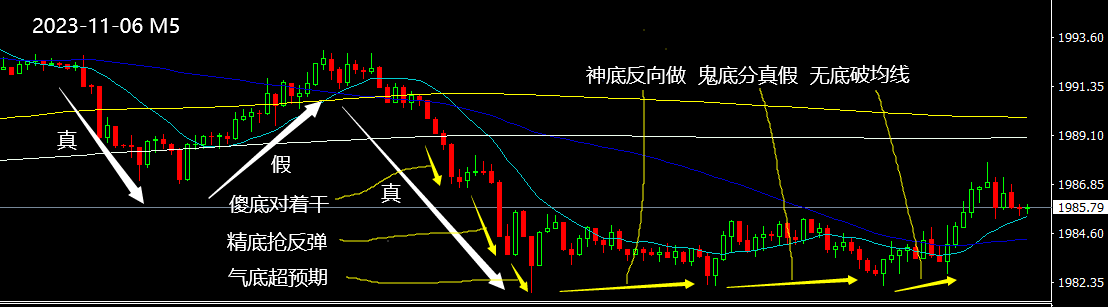 2023-11-06 M5
神底反向做 鬼底分真假 无底破均线
真
假
真
傻底对着干
精底抢反弹
气底超预期
1993.60
1991.35
1989.10
1986.85
1985.79
1984.60
1982.35